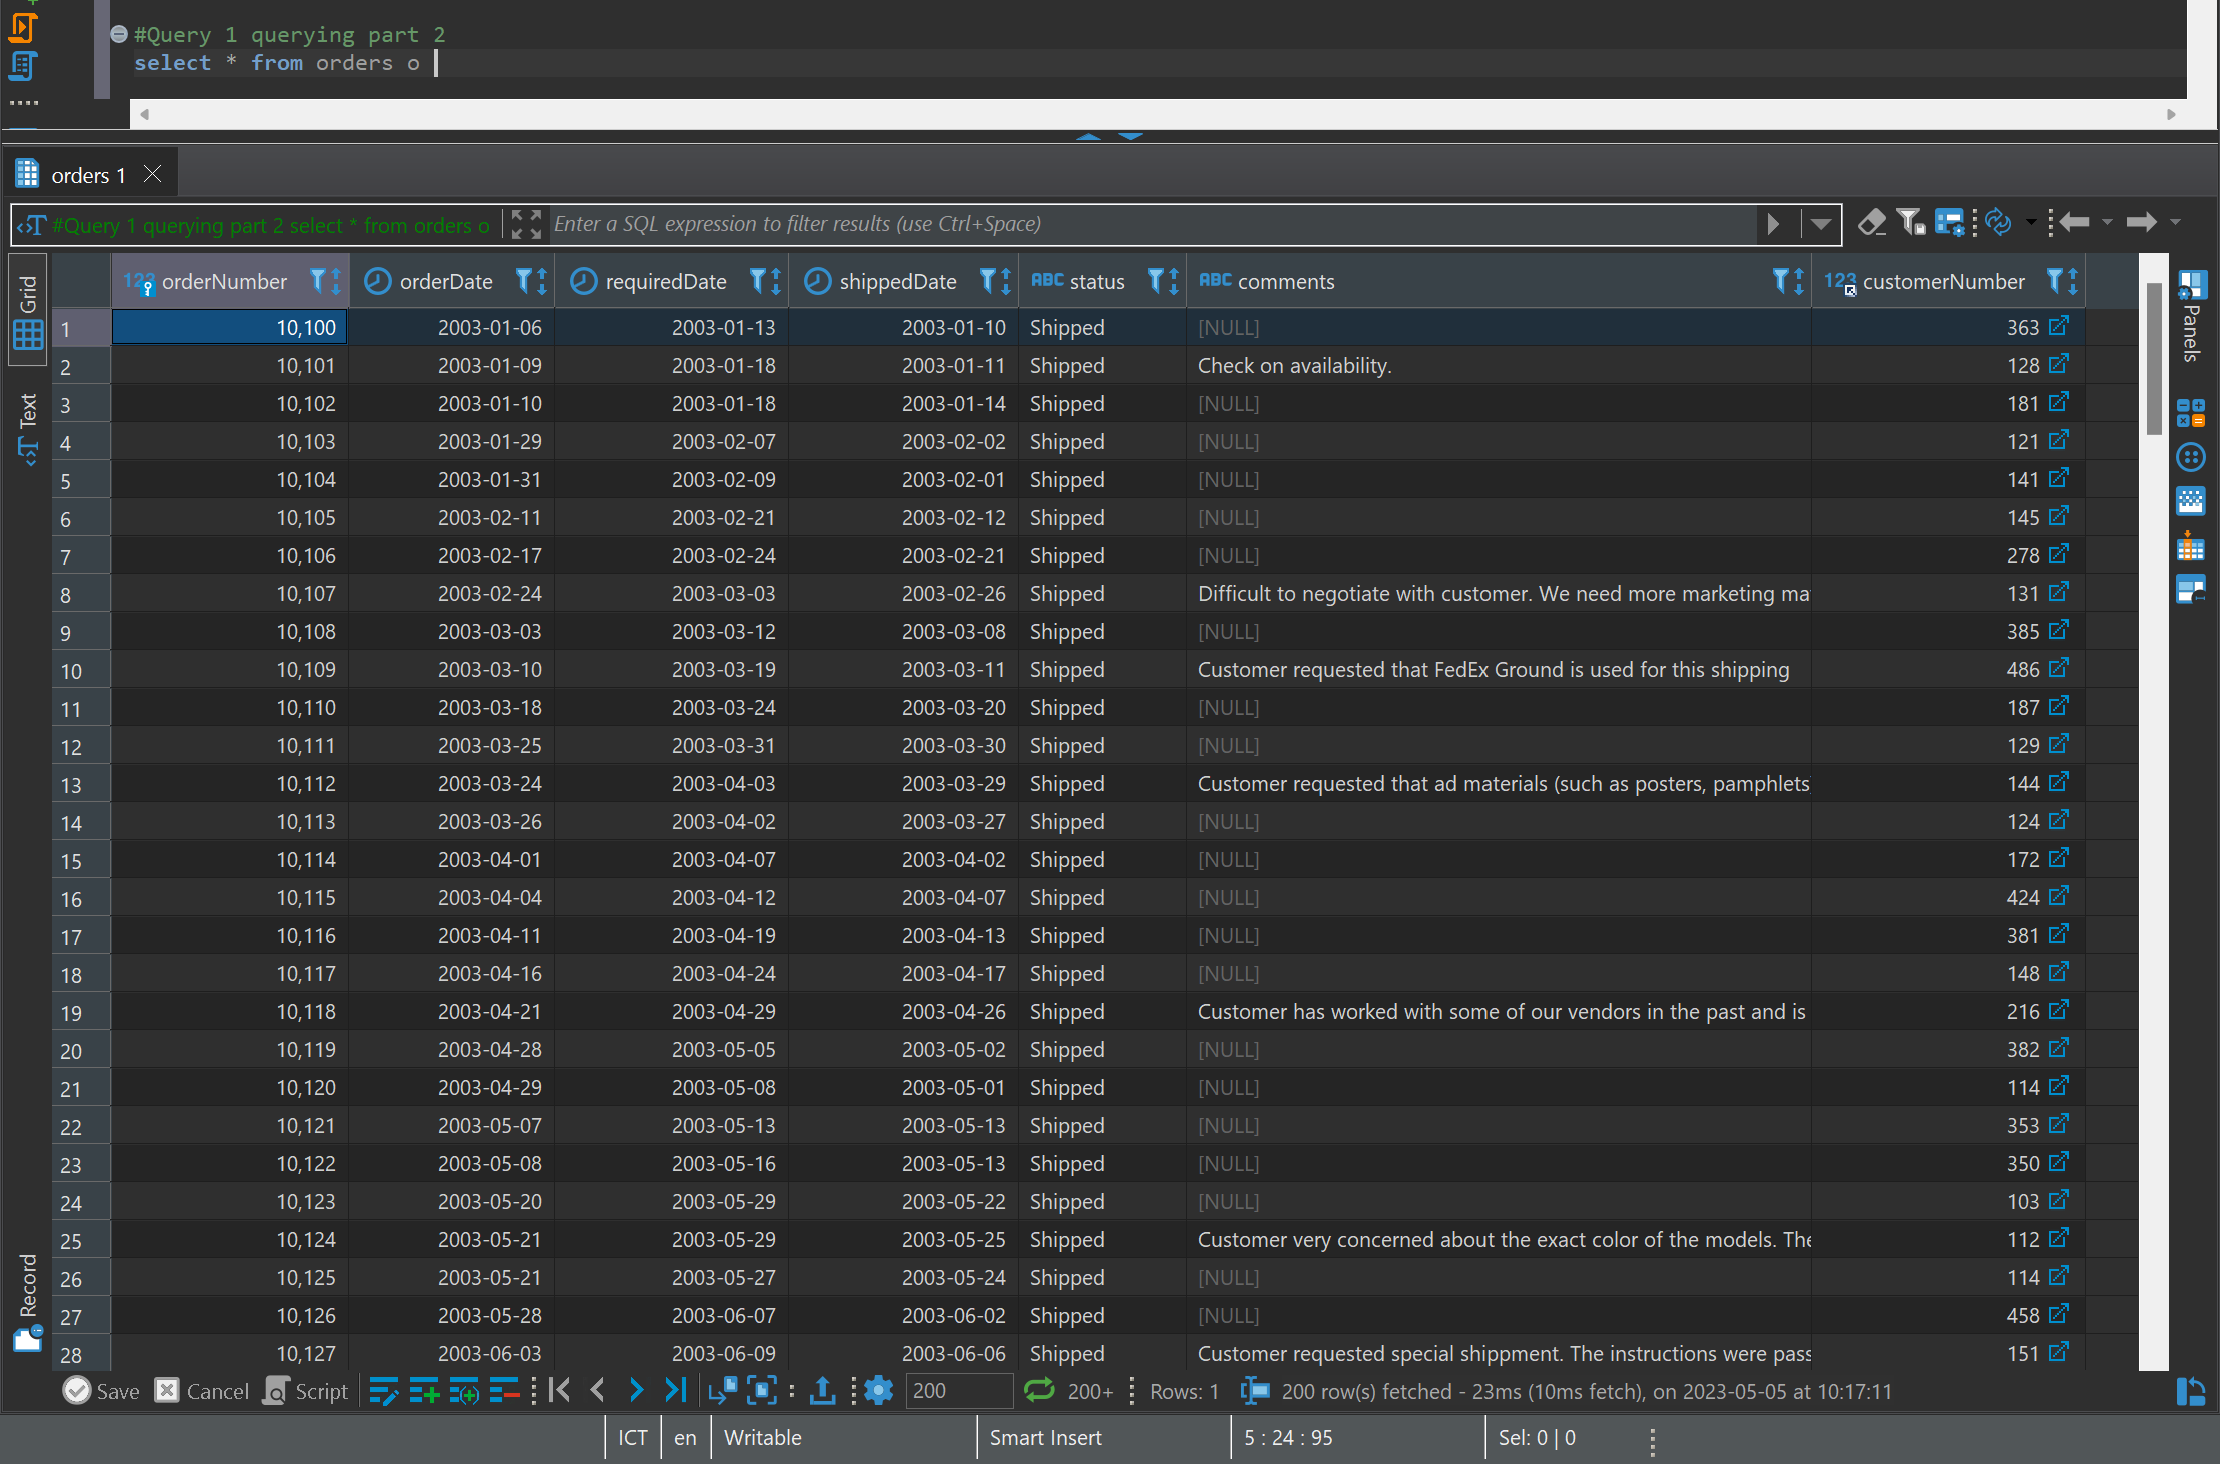 #Query 1 querying part 2
select * from orders o
orders 1
#Query 1 querying part 2 select * from orders o Enter a SQL expression to filter results (use Ctrl+Space)
Grid
Text
Record
Panels
123 orderNumber orderDate requiredDate shippedDate ABC status ABC comments 123 customerNumber
1 10,100 2003-01-06 2003-01-13 2003-01-10 Shipped [NULL] 363
2 10,101 2003-01-09 2003-01-18 2003-01-11 Shipped Check on availability. 128
3 10,102 2003-01-10 2003-01-18 2003-01-14 Shipped [NULL] 181
4 10,103 2003-01-29 2003-02-07 2003-02-02 Shipped [NULL] 121
5 10,104 2003-01-31 2003-02-09 2003-02-01 Shipped [NULL] 141
6 10,105 2003-02-11 2003-02-21 2003-02-12 Shipped [NULL] 145
7 10,106 2003-02-17 2003-02-24 2003-02-21 Shipped [NULL] 278
8 10,107 2003-02-24 2003-03-03 2003-02-26 Shipped Difficult to negotiate with customer. We need more marketing ma 131
9 10,108 2003-03-03 2003-03-12 2003-03-08 Shipped [NULL] 385
10 10,109 2003-03-10 2003-03-19 2003-03-11 Shipped Customer requested that FedEx Ground is used for this shipping 486
11 10,110 2003-03-18 2003-03-24 2003-03-20 Shipped [NULL] 187
12 10,111 2003-03-25 2003-03-31 2003-03-30 Shipped [NULL] 129
13 10,112 2003-03-24 2003-04-03 2003-03-29 Shipped Customer requested that ad materials (such as posters, pamphlets) 144
14 10,113 2003-03-26 2003-04-02 2003-03-27 Shipped [NULL] 124
15 10,114 2003-04-01 2003-04-07 2003-04-02 Shipped [NULL] 172
16 10,115 2003-04-04 2003-04-12 2003-04-07 Shipped [NULL] 424
17 10,116 2003-04-11 2003-04-19 2003-04-13 Shipped [NULL] 381
18 10,117 2003-04-16 2003-04-24 2003-04-17 Shipped [NULL] 148
19 10,118 2003-04-21 2003-04-29 2003-04-26 Shipped Customer has worked with some of our vendors in the past and is 216
20 10,119 2003-04-28 2003-05-05 2003-05-02 Shipped [NULL] 382
21 10,120 2003-04-29 2003-05-08 2003-05-01 Shipped [NULL] 114
22 10,121 2003-05-07 2003-05-13 2003-05-13 Shipped [NULL] 353
23 10,122 2003-05-08 2003-05-16 2003-05-13 Shipped [NULL] 350
24 10,123 2003-05-20 2003-05-29 2003-05-22 Shipped [NULL] 103
25 10,124 2003-05-21 2003-05-29 2003-05-25 Shipped Customer very concerned about the exact color of the models. The 112
26 10,125 2003-05-21 2003-05-27 2003-05-24 Shipped [NULL] 114
27 10,126 2003-05-28 2003-06-07 2003-06-02 Shipped [NULL] 458
28 10,127 2003-06-03 2003-06-09 2003-06-06 Shipped Customer requested special shippment. The instructions were pass 151
Save Cancel Script 200 200+ Rows: 1 200 row(s) fetched - 23ms (10ms fetch), on 2023-05-05 at 10:17:11
ICT en Writable Smart Insert 5 : 24 : 95 Sel: 0 | 0